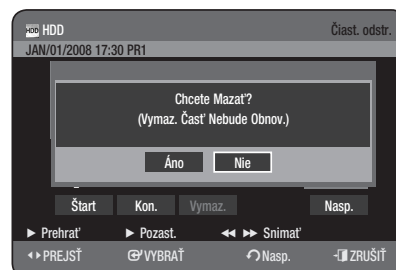 HDD HDD Čiast. odstr.
JAN/01/2008 17:30 PR1
Chcete Mazať?
(Vymaz. Časť Nebude Obnov.)
Áno Nie
Štart Kon. Vymaz. Nasp.
► Prehrať ► Pozast. ◄◄ ►► Snímať
PREJSŤ VYBRAŤ Nasp. ZRUŠIŤ